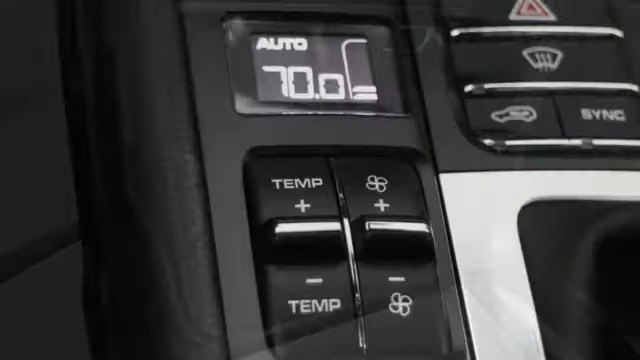 AUTO
70.0
SYNC
TEMP
+ +
- -
TEMP